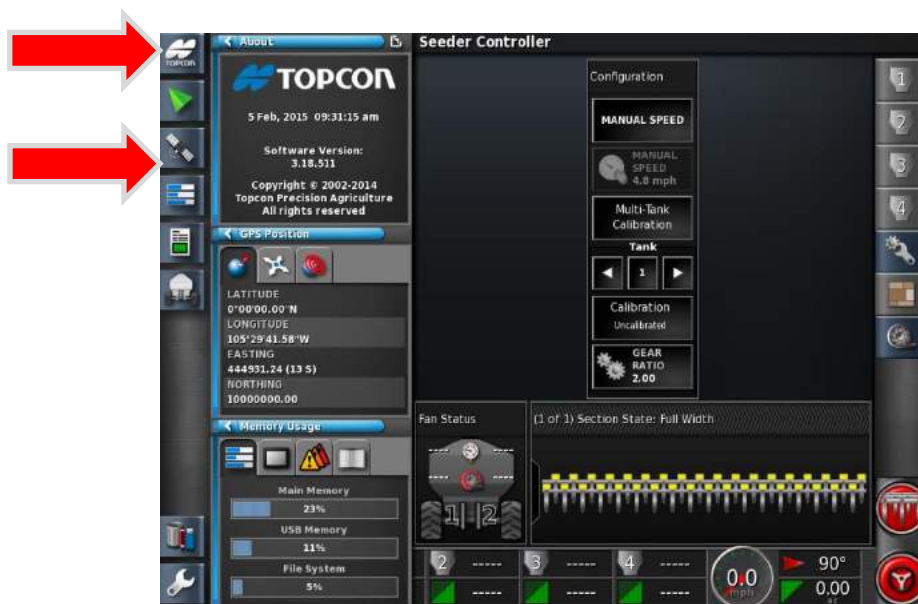 TOPCON
About
TOPCON
5 Feb, 2015 09:31:15 am
Software Version:
3.18.511
Copyright © 2002-2014
Topcon Precision Agriculture
All rights reserved
GPS Position
LATITUDE
0°00'00.00"N
LONGITUDE
105°29'41.58"W
EASTING
444931.24 (13 S)
NORTHING
10000000.00
Memory Usage
Main Memory
23%
USB Memory
11%
File System
5%
Seeder Controller
Configuration
MANUAL SPEED
MANUAL
SPEED
4.8 mph
Multi-Tank
Calibration
Tank
1
Calibration
Uncalibrated
GEAR
RATIO
2.00
1
2
3
4
Fan Status
----
----
----
----
1 2
(1 of 1) Section State: Full Width
2 -----
-----
3 -----
-----
4 -----
-----
0.0
mph
90°
0.00
ac